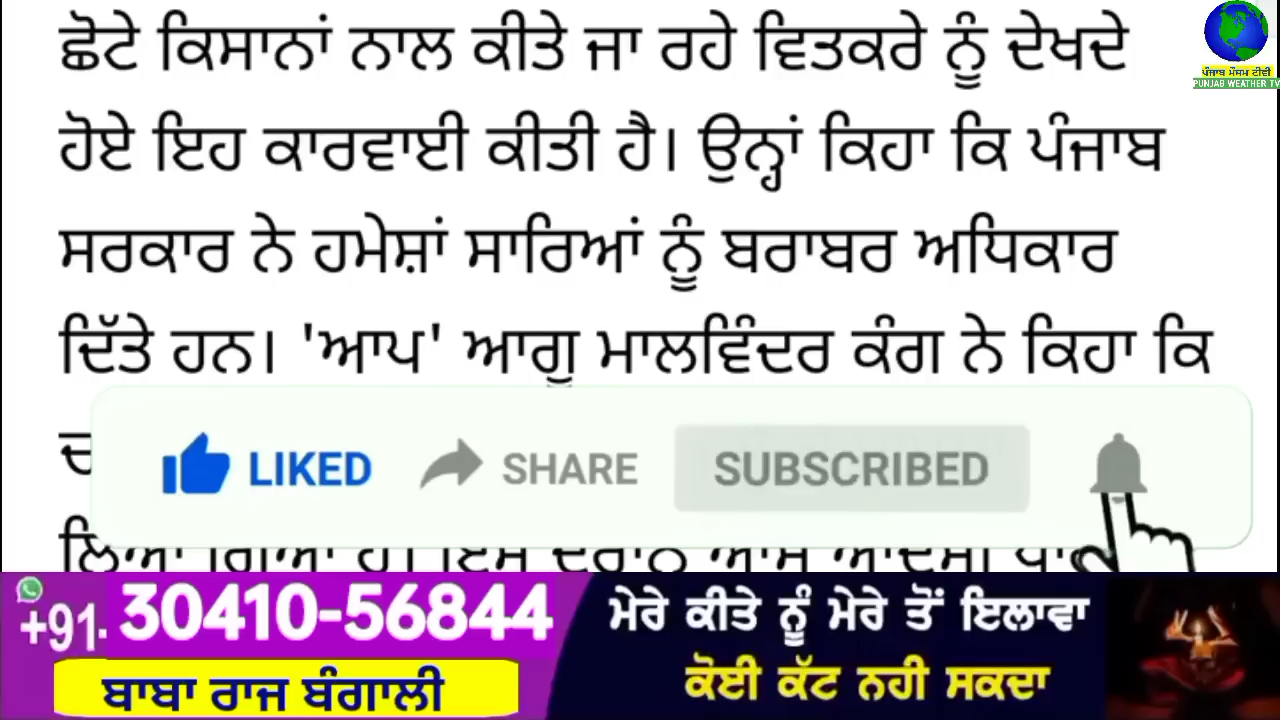 ਛੋਟੇ ਕਿਸਾਨਾਂ ਨਾਲ ਕੀਤੇ ਜਾ ਰਹੇ ਵਿਤਕਰੇ ਨੂੰ ਦੇਖਦੇ
ਪੰਜਾਬ ਮੌਸਮ ਟੀਵੀ
PUNJAB WEATHER TV
ਹੋਏ ਇਹ ਕਾਰਵਾਈ ਕੀਤੀ ਹੈ। ਉਨ੍ਹਾਂ ਕਿਹਾ ਕਿ ਪੰਜਾਬ
ਸਰਕਾਰ ਨੇ ਹਮੇਸ਼ਾਂ ਸਾਰਿਆਂ ਨੂੰ ਬਰਾਬਰ ਅਧਿਕਾਰ
ਦਿੱਤੇ ਹਨ। 'ਆਪ' ਆਗੂ ਮਾਲਵਿੰਦਰ ਕੰਗ ਨੇ ਕਿਹਾ ਕਿ
LIKED SHARE SUBSCRIBED
+91- 30410-56844
ਬਾਬਾ ਰਾਜ ਬੰਗਾਲੀ
ਮੇਰੇ ਕੀਤੇ ਨੂੰ ਮੇਰੇ ਤੋਂ ਇਲਾਵਾ
ਕੋਈ ਕੱਟ ਨਹੀ ਸਕਦਾ